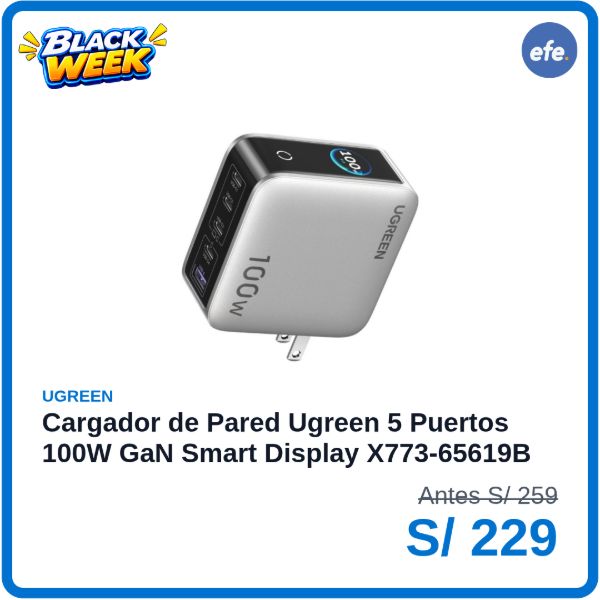 BLACK
WEEK
efe.
100
UGREEN
100W
UGREEN
Cargador de Pared Ugreen 5 Puertos
100W GaN Smart Display X773-65619B
Antes S/ 259
S/ 229